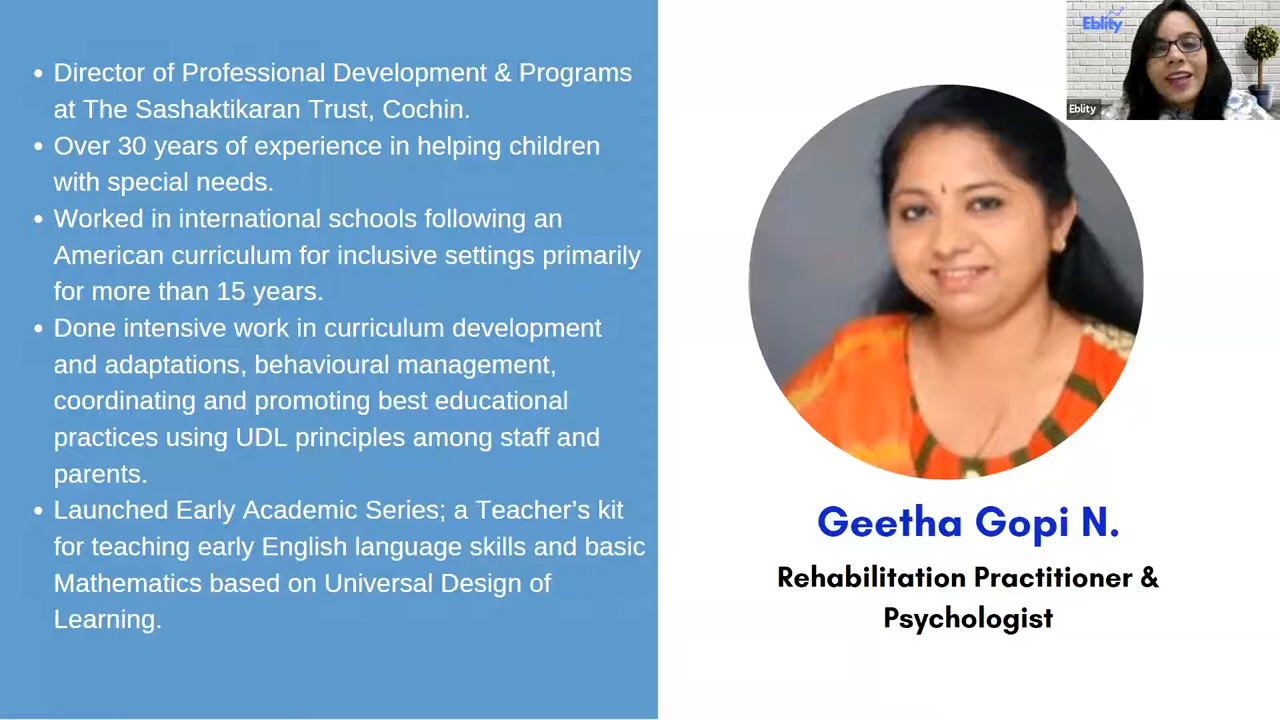 • Director of Professional Development & Programs
at The Sashaktikaran Trust, Cochin.
• Over 30 years of experience in helping children
with special needs.
• Worked in international schools following an
American curriculum for inclusive settings primarily
for more than 15 years.
• Done intensive work in curriculum development
and adaptations, behavioural management,
coordinating and promoting best educational
practices using UDL principles among staff and
parents.
• Launched Early Academic Series; a Teacher’s kit
for teaching early English language skills and basic
Mathematics based on Universal Design of
Learning.
Eblity
Eblity
Geetha Gopi N.
Rehabilitation Practitioner &
Psychologist